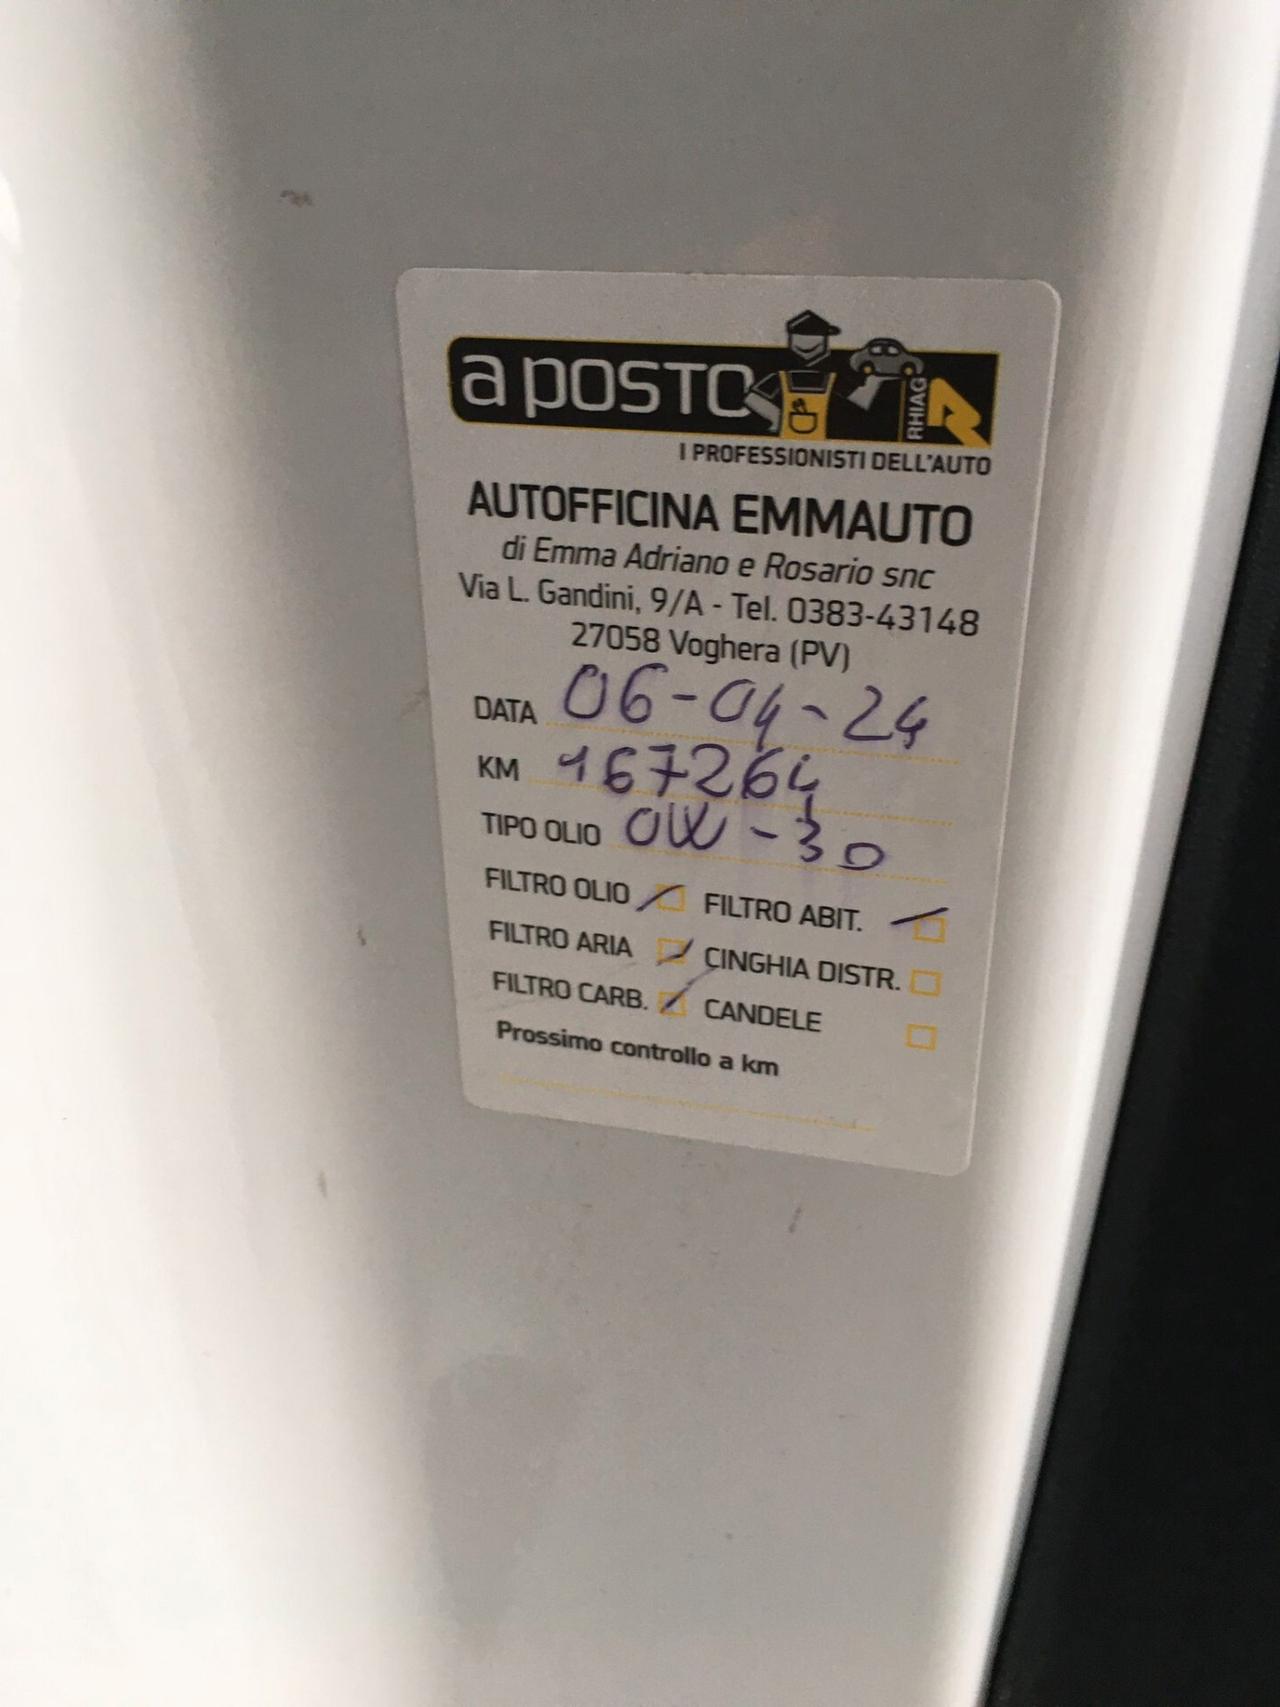 a posto
RHIAG
I PROFESSIONISTI DELL'AUTO
AUTOFFICINA EMMAUTO
di Emma Adriano e Rosario snc
Via L. Gandini, 9/A - Tel. 0383-43148
27058 Voghera (PV)
DATA 06-04-24
KM 167264
TIPO OLIO 0W-30
FILTRO OLIO FILTRO ABIT.
FILTRO ARIA CINGHIA DISTR.
FILTRO CARB. CANDELE
Prossimo controllo a km